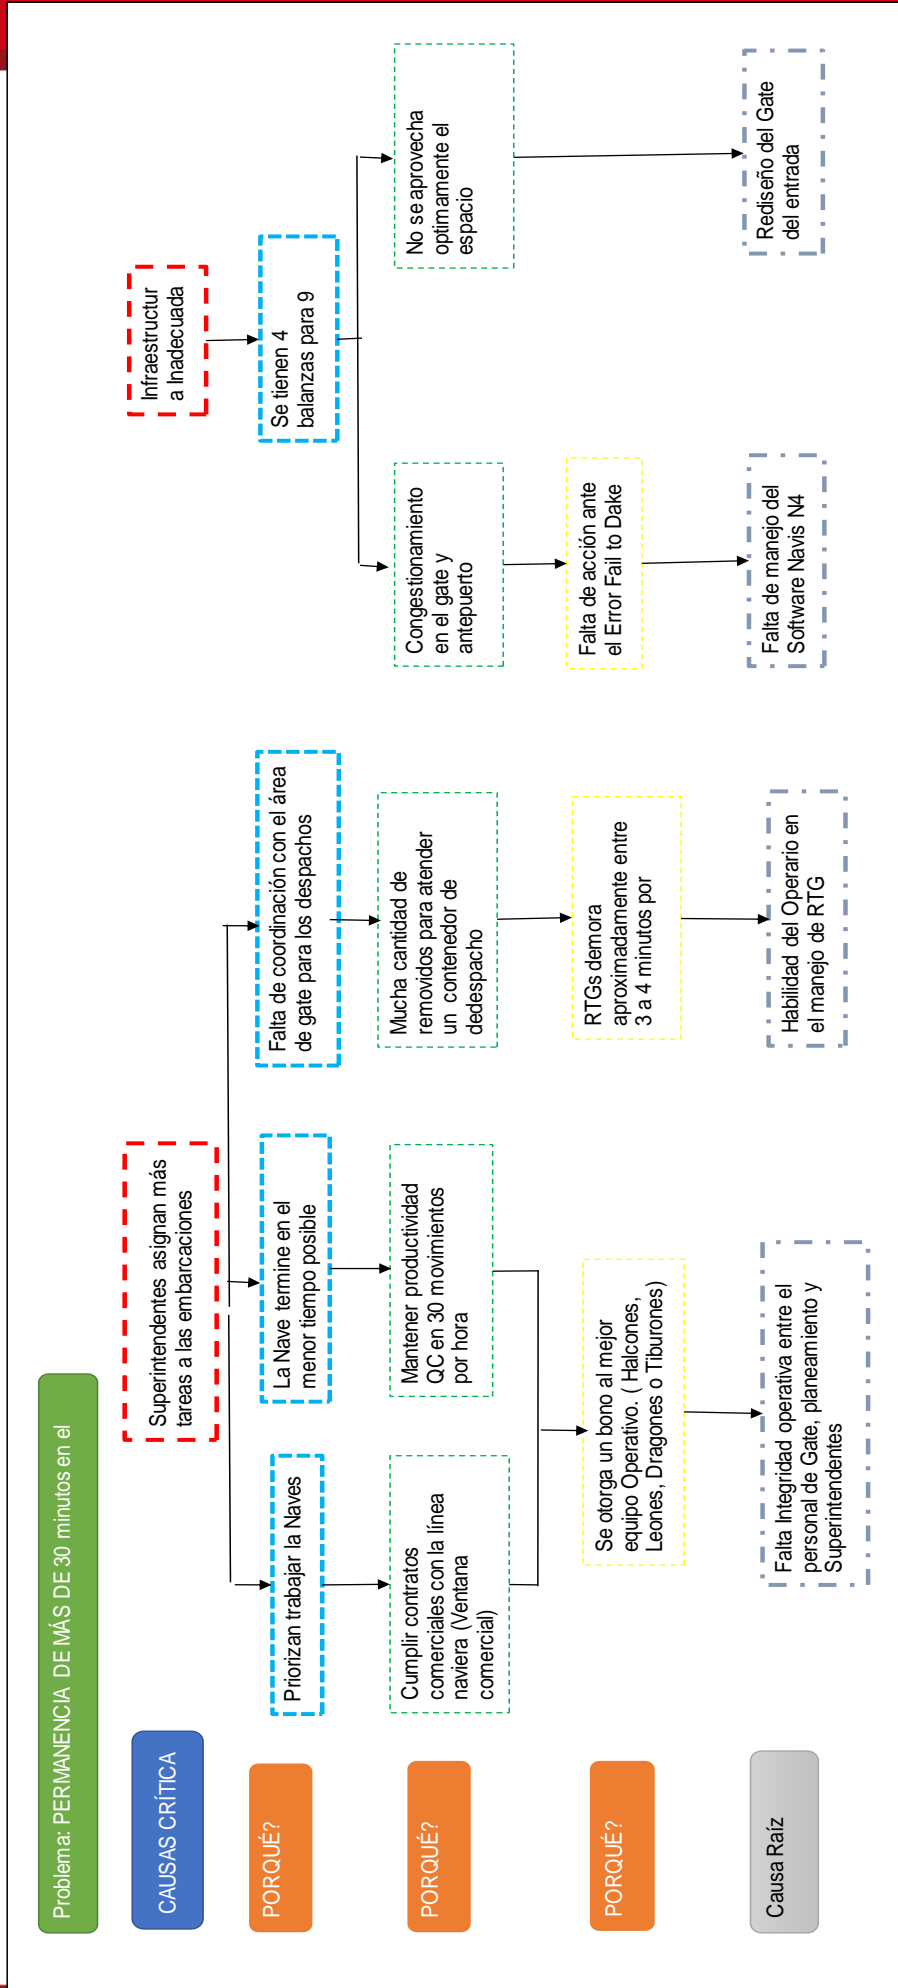 Problema: PERMANENCIA DE MÁS DE 30 minutos en el
CAUSAS CRÍTICA
Superintendentes asignan más
tareas a las embarcaciones
Infraestructur
a Inadecuada
PORQUÉ?
Priorizan trabajar la Naves
La Nave termine en el
menor tiempo posible
Falta de coordinación con el área
de gate para los despachos
Se tienen 4
balanzas para 9
PORQUÉ?
Cumplir contratos
comerciales con la línea
naviera (Ventana
comercial)
Mantener productividad
QC en 30 movimientos
por hora
Mucha cantidad de
removidos para atender
un contenedor de
dedespacho
Congestionamiento
en el gate y
antepuerto
No se aprovecha
optimamente el
espacio
PORQUÉ?
Se otorga un bono al mejor
equipo Operativo. ( Halcones,
Leones, Dragones o Tiburones)
RTGs demora
aproximadamente entre
3 a 4 minutos por
Falta de acción ante
el Error Fail to Dake
Causa Raíz
Falta Integridad operativa entre el
personal de Gate, planeamiento y
Superintendentes
Habilidad del Operario en
el manejo de RTG
Falta de manejo del
Software Navis N4
Rediseño del Gate
del entrada